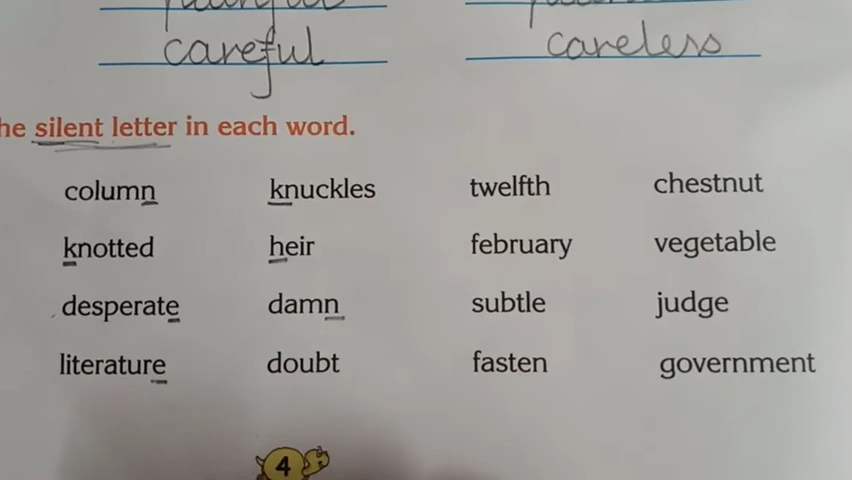 careful careless
he silent letter in each word.
column knuckles twelfth chestnut
knotted heir february vegetable
desperate damn subtle judge
literature doubt fasten government
4